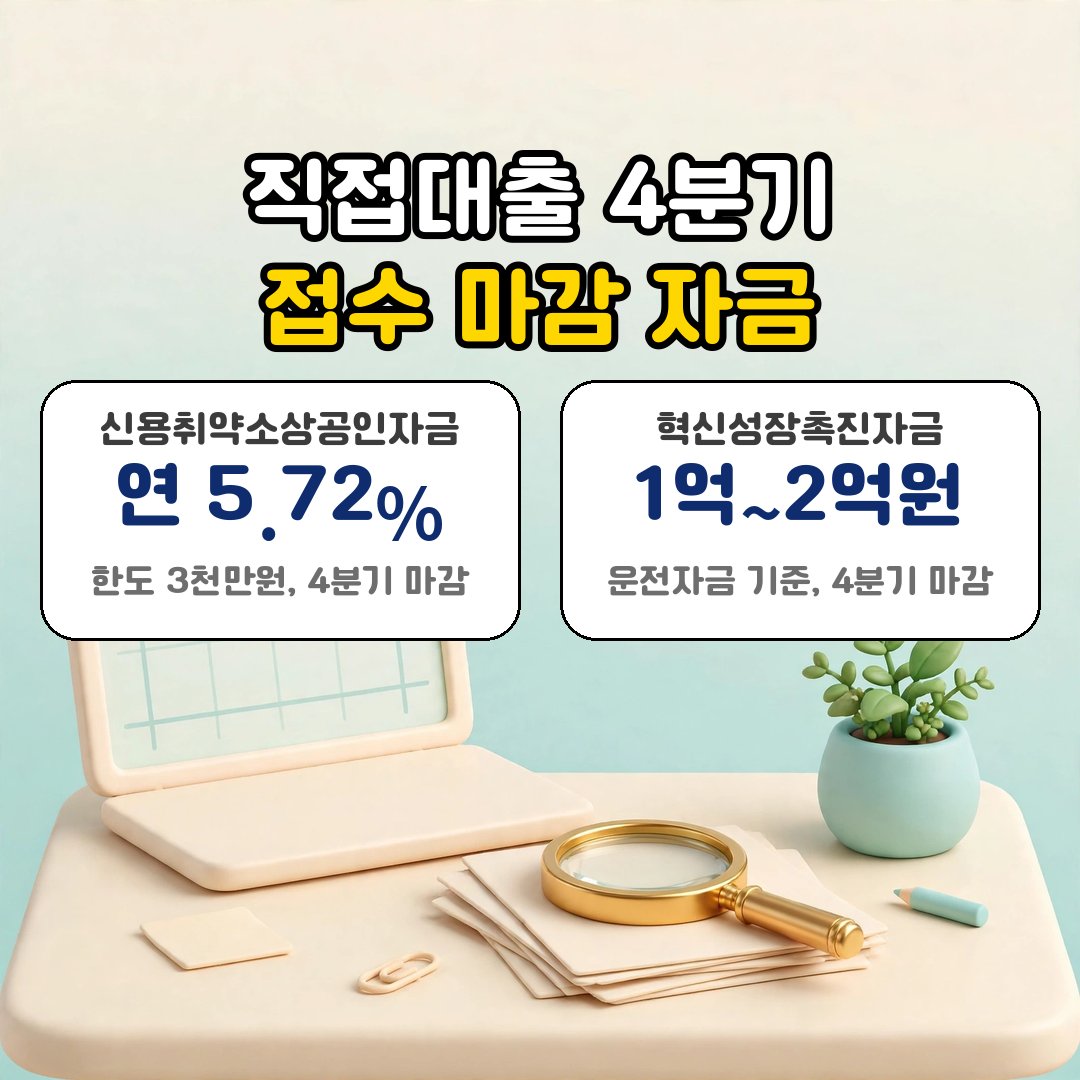 직접대출 4분기
접수 마감 자금
신용취약소상공인자금
연 5.72%
한도 3천만원, 4분기 마감
혁신성장촉진자금
1억~2억원
운전자금 기준, 4분기 마감